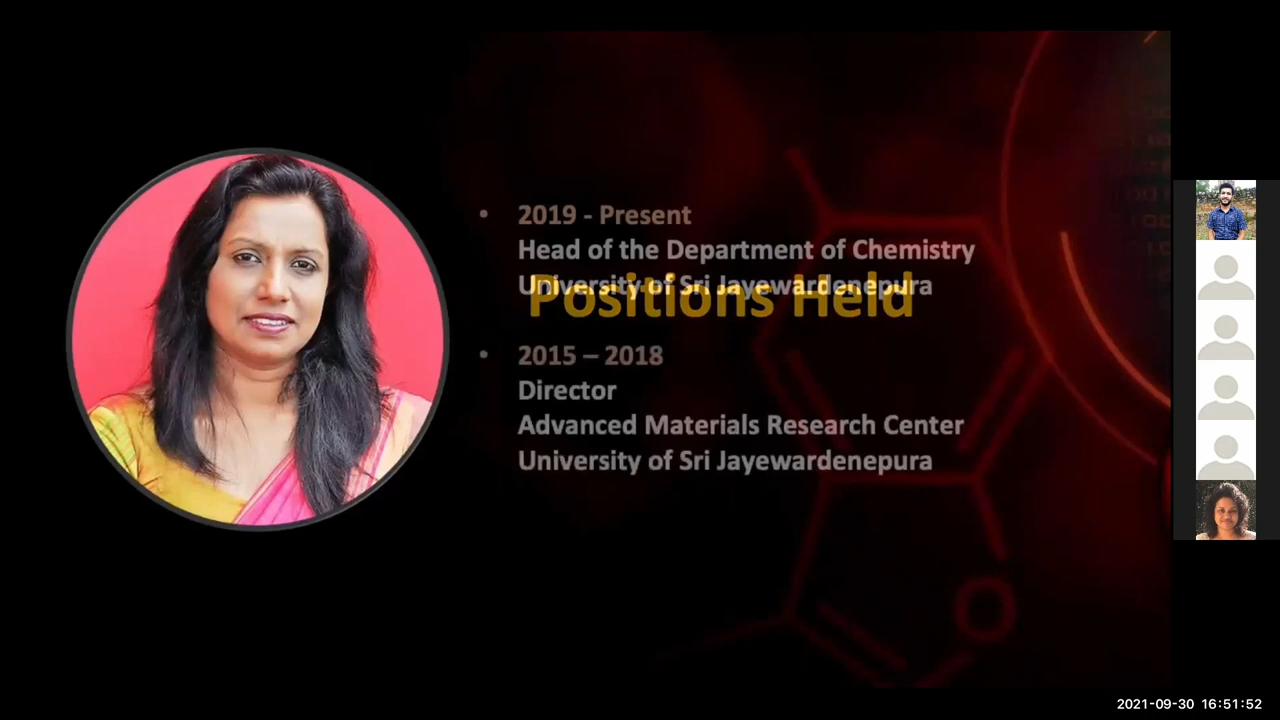 • 2019 - Present
Head of the Department of Chemistry
University of Sri Jayewardenepura
Positions Held
• 2015 – 2018
Director
Advanced Materials Research Center
University of Sri Jayewardenepura
2021-09-30 16:51:52